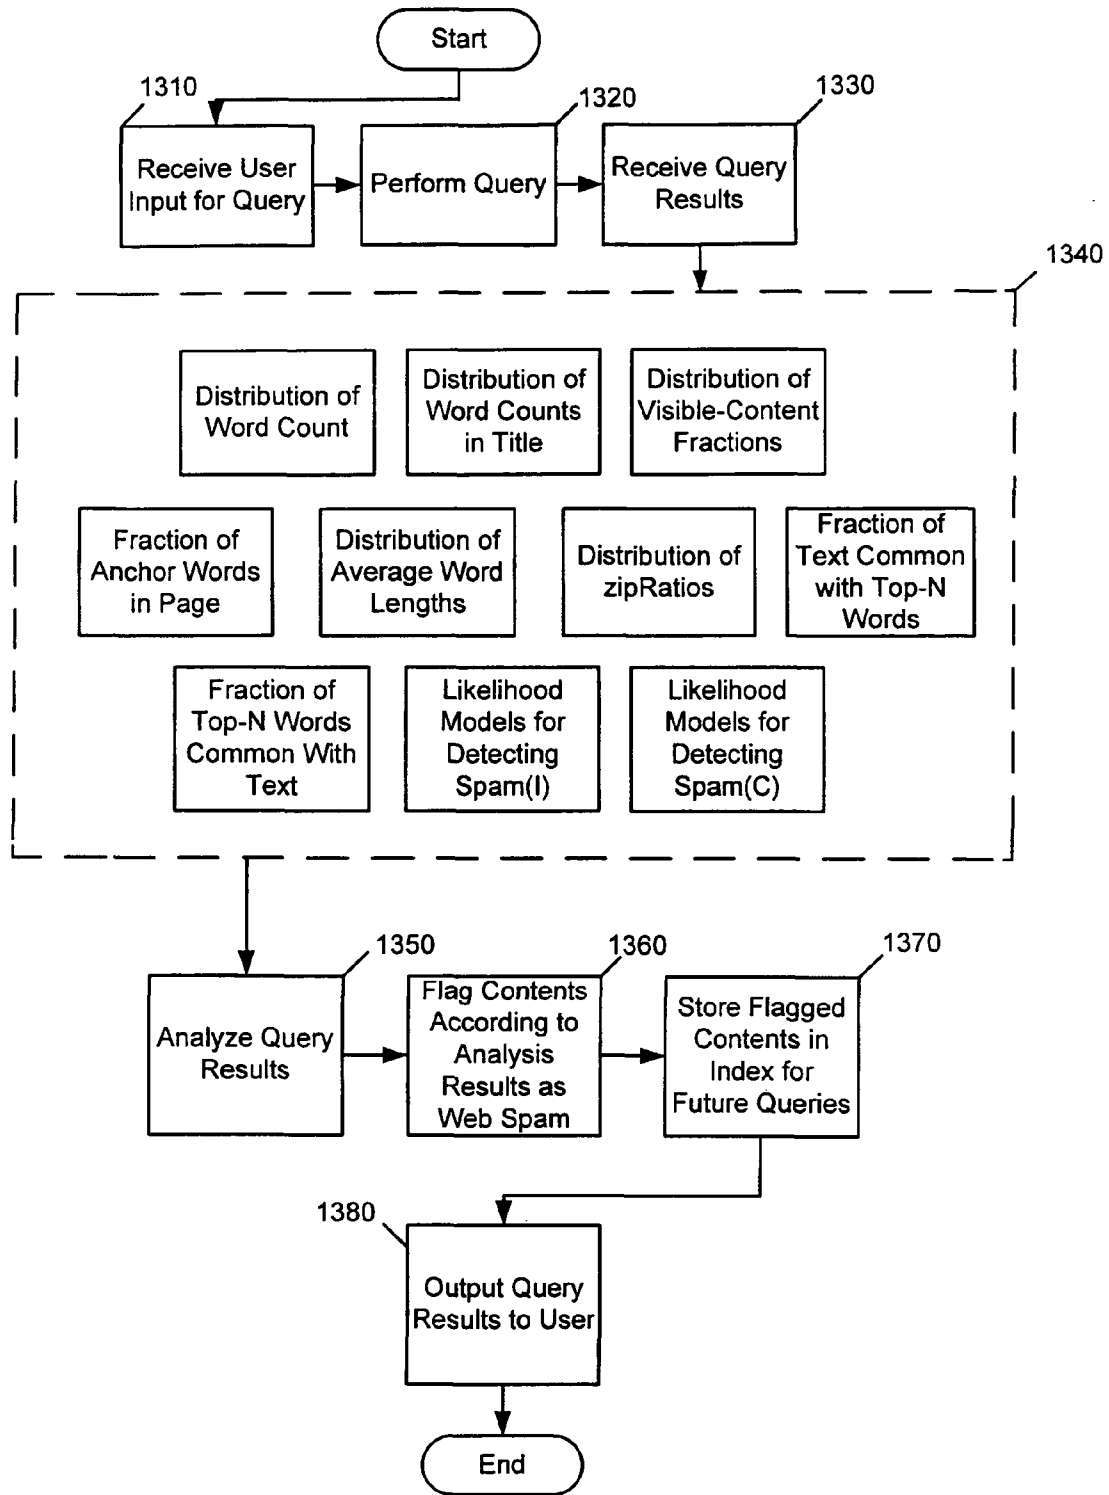 Start
1310
1320
1330
Receive User
Input for Query
Perform Query
Receive Query
Results
1340
Distribution of
Word Count
Distribution of
Word Counts
in Title
Distribution of
Visible-Content
Fractions
Fraction of
Anchor Words
in Page
Distribution of
Average Word
Lengths
Distribution of
zipRatios
Fraction of
Text Common
with Top-N
Words
Fraction of
Top-N Words
Common With
Text
Likelihood
Models for
Detecting
Spam(I)
Likelihood
Models for
Detecting
Spam(C)
1350
1360
1370
Analyze Query
Results
Flag Contents
According to
Analysis
Results as
Web Spam
Store Flagged
Contents in
Index for
Future Queries
1380
Output Query
Results to User
End